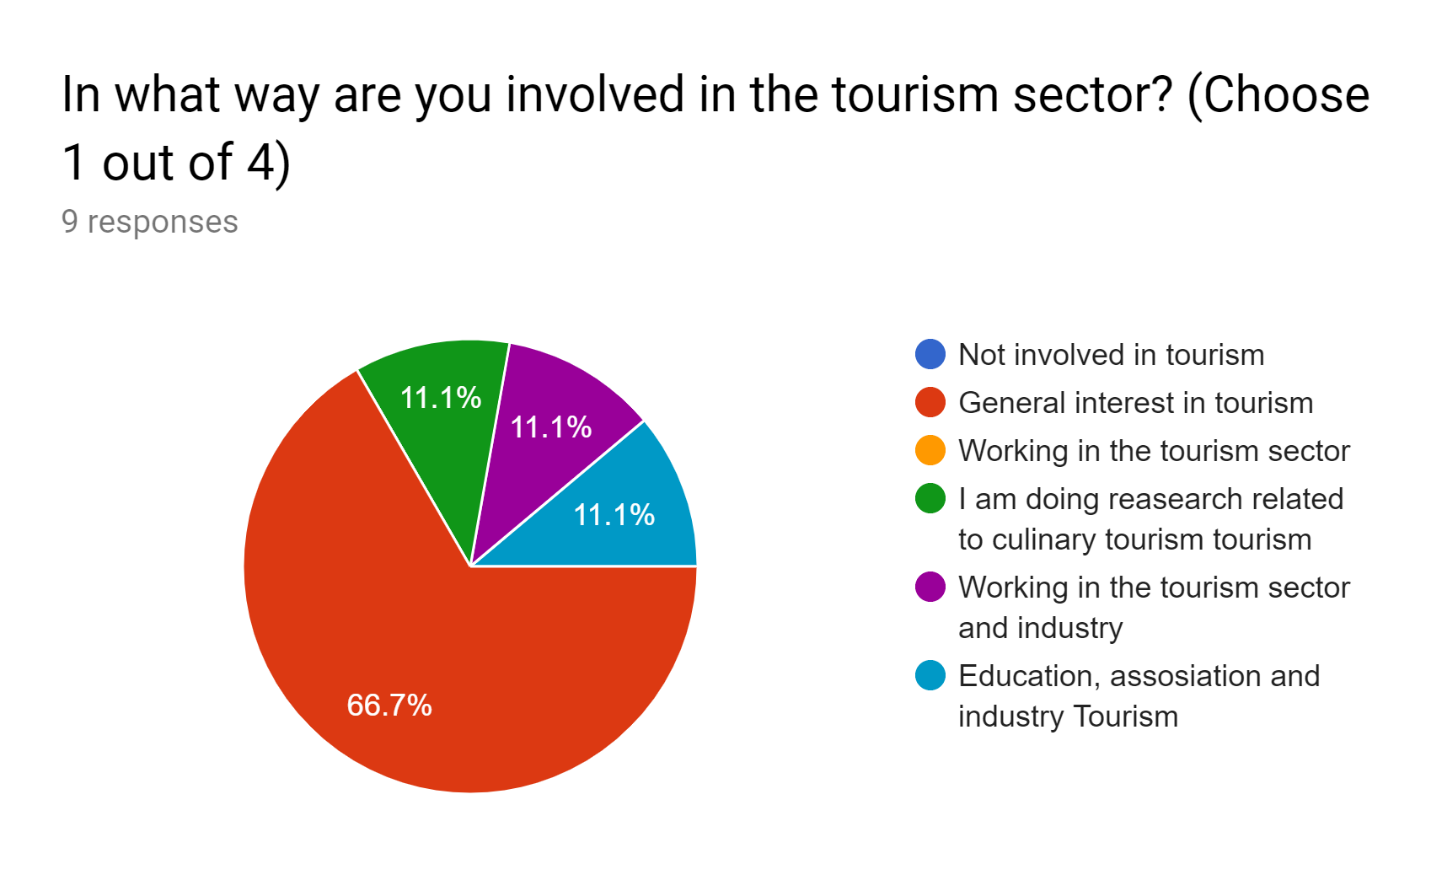 In what way are you involved in the tourism sector? (Choose
1 out of 4)
9 responses
11.1%
11.1%
11.1%
66.7%
Not involved in tourism
General interest in tourism
Working in the tourism sector
I am doing reasearch related
to culinary tourism tourism
Working in the tourism sector
and industry
Education, assosiation and
industry Tourism